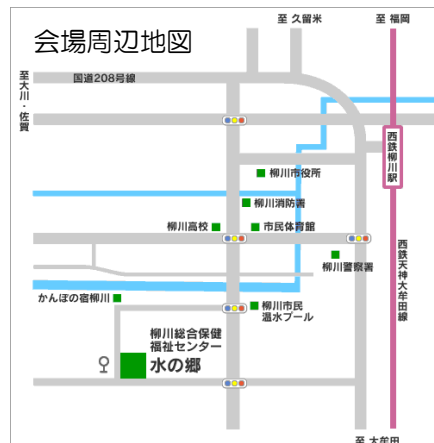 会場周辺地図
至 久留米
至 福岡
至大川・佐賀
国道208号線
西鉄柳川駅
柳川市役所
柳川消防署
柳川高校
市民体育館
柳川警察署
西鉄天神大牟田線
かんぽの宿柳川
柳川市民
温水プール
柳川総合保健
福祉センター
水の郷
至 大牟田